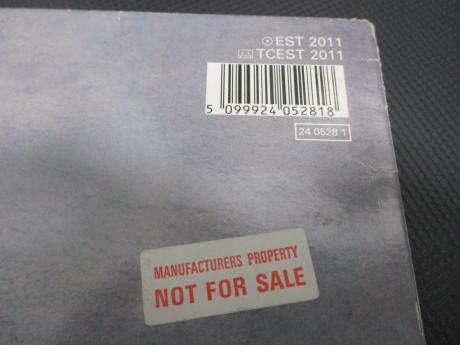 EST 2011
TCEST 2011
5 099924 052818
24 0528 1
MANUFACTURERS PROPERTY
NOT FOR SALE